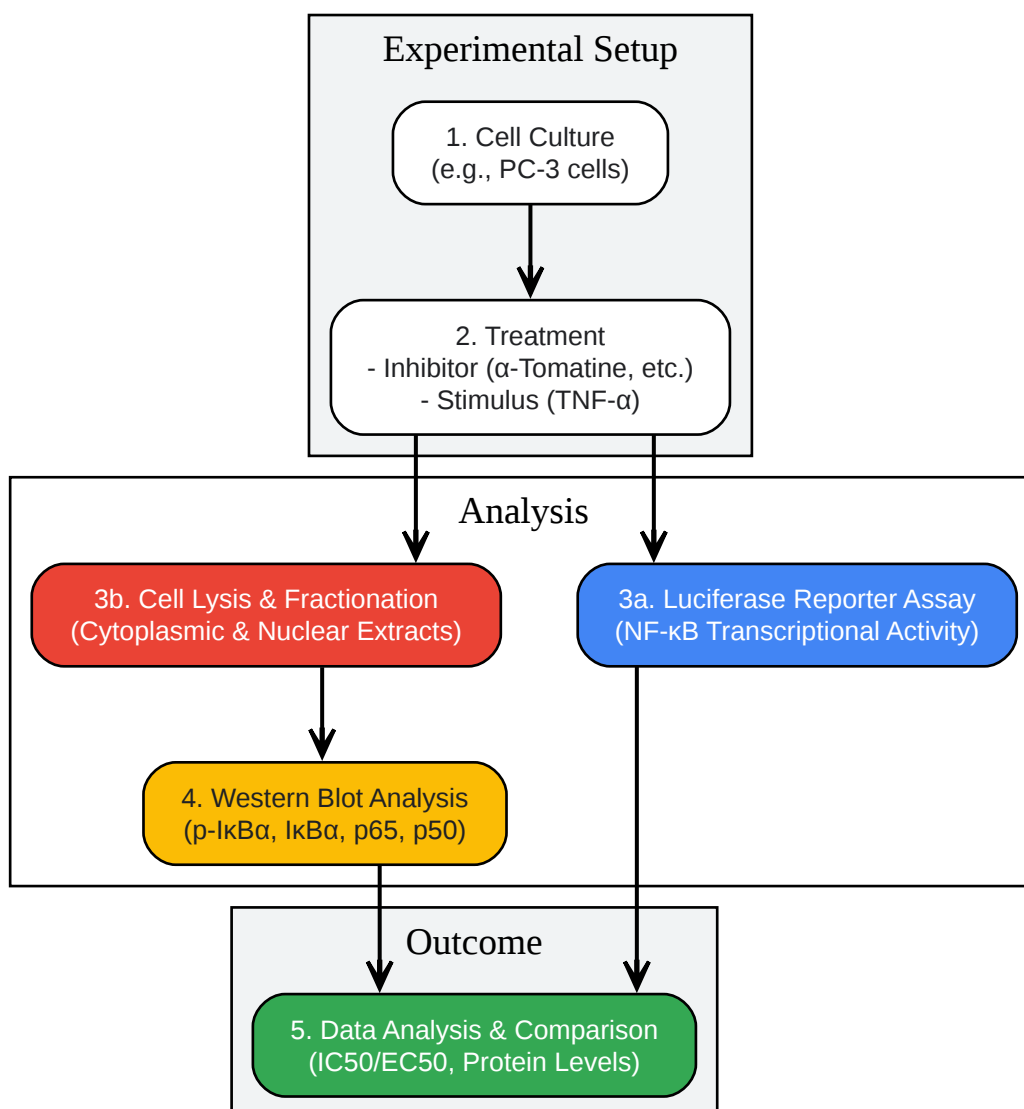 Experimental Setup
1. Cell Culture
(e.g., PC-3 cells)
2. Treatment
- Inhibitor (α-Tomatine, etc.)
- Stimulus (TNF-α)
Analysis
3b. Cell Lysis & Fractionation
(Cytoplasmic & Nuclear Extracts)
3a. Luciferase Reporter Assay
(NF-κB Transcriptional Activity)
4. Western Blot Analysis
(p-IκBα, IκBα, p65, p50)
Outcome
5. Data Analysis & Comparison
(IC50/EC50, Protein Levels)